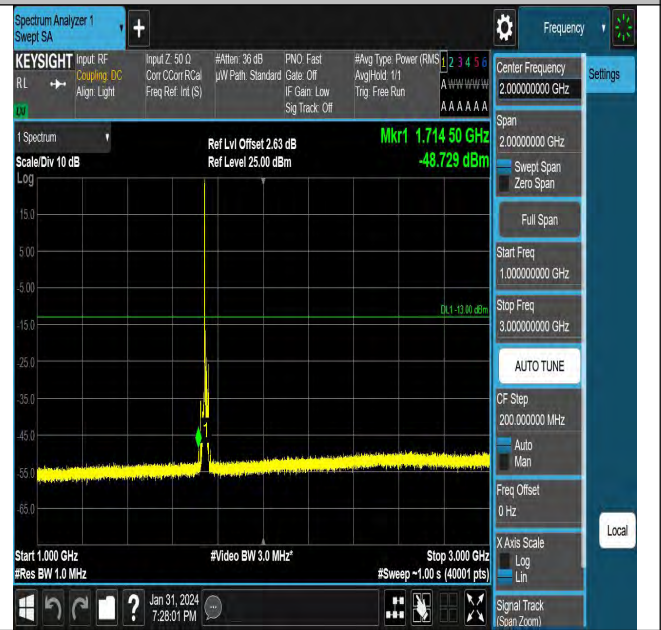 Spectrum Analyzer 1
Swept SA
+
Frequency
KEYSIGHT
RL
Input: RF
Coupling: DC
Align: Light
Input Z: 50 Ω
Corr CCorr RCal
Freq Ref: Int (S)
#Atten: 36 dB
µW Path: Standard
PNO: Fast
Gate: Off
IF Gain: Low
Sig Track: Off
#Avg Type: Power (RMS
Avg|Hold: 1/1
Trig: Free Run
1 2 3 4 5 6
A W W W W W
A A A A A A
1 Spectrum
Scale/Div 10 dB
Log
Ref Lvl Offset 2.63 dB
Ref Level 25.00 dBm
Mkr1 1.714 50 GHz
-48.729 dBm
15.0
5.00
-5.00
-15.0
-25.0
-35.0
-45.0
-55.0
-65.0
DL1 -13.00 dBm
1
Start 1.000 GHz
#Res BW 1.0 MHz
#Video BW 3.0 MHz*
Stop 3.000 GHz
#Sweep ~1.00 s (40001 pts)
Center Frequency
2.00000000 GHz
Settings
Span
2.00000000 GHz
Swept Span
Zero Span
Full Span
Start Freq
1.000000000 GHz
Stop Freq
3.000000000 GHz
AUTO TUNE
CF Step
200.000000 MHz
Auto
Man
Freq Offset
0 Hz
X Axis Scale
Log
Lin
Local
Signal Track
(Span Zoom)
?
Jan 31, 2024
7:28:01 PM